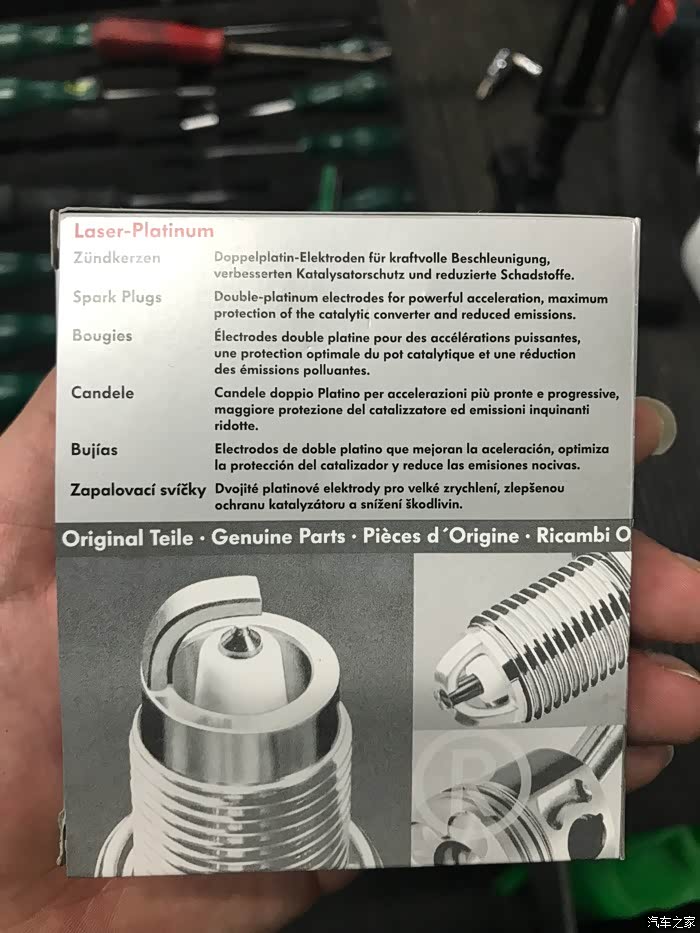 Laser-Platinum
Zündkerzen
Doppelplatin-Elektroden für kraftvolle Beschleunigung,
verbesserten Katalysatorschutz und reduzierte Schadstoffe.
Spark Plugs
Double-platinum electrodes for powerful acceleration, maximum
protection of the catalytic converter and reduced emissions.
Bougies
Électrodes double platine pour des accélérations puissantes,
une protection optimale du pot catalytique et une réduction
des émissions polluantes.
Candele
Candele doppio Platino per accelerazioni più pronte e progressive,
maggiore protezione del catalizzatore ed emissioni inquinanti
ridotte.
Bujías
Electrodos de doble platino que mejoran la aceleración, optimiza
la protección del catalizador y reduce las emisiones nocivas.
Zapalovací svíčky
Dvojité platinové elektrody pro velké zrychlení, zlepšenou
ochranu katalyzátoru a snížení škodlivin.
Original Teile · Genuine Parts · Pièces d´Origine · Ricambi O
R
汽车之家